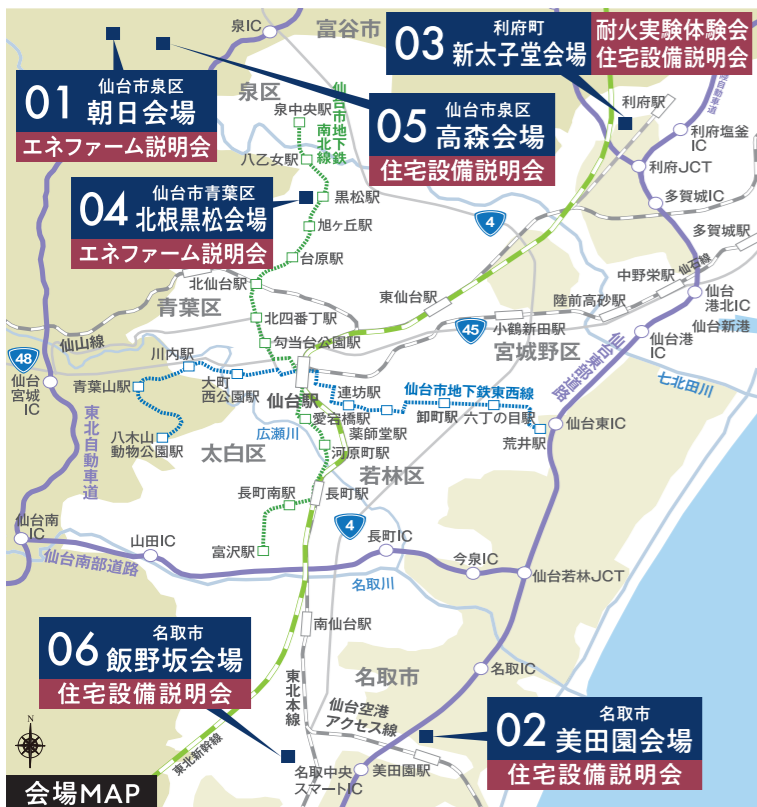 泉IC
富谷市
03
利府町
新太子堂会場
耐火実験体験会
住宅設備説明会
01
仙台市泉区
朝日会場
エネファーム説明会
泉区
泉中央駅
仙台市地下鉄
南北線
八乙女駅
05
仙台市泉区
高森会場
住宅設備説明会
利府駅
自動車道
利府塩釜
IC
利府JCT
04
仙台市青葉区
北根黒松会場
エネファーム説明会
黒松駅
旭ヶ丘駅
台原駅
4
多賀城IC
多賀城駅
中野栄駅
仙石線
北仙台駅
青葉区
東仙台駅
陸前高砂駅
仙台
港北IC
北四番丁駅
勾当台公園駅
45
小鶴新田駅
宮城野区
仙台港
IC
仙台新港
仙山線
48
仙台
宮城IC
川内駅
青葉山駅
大町
西公園駅
仙台駅
連坊駅
仙台市地下鉄東西線
仙台東部道路
七北田川
愛宕橋駅
薬師堂駅
卸町駅
六丁の目駅
荒井駅
仙台東IC
八木山
動物公園駅
東北自動車道
太白区
広瀬川
河原町駅
若林区
長町南駅
長町駅
富沢駅
4
仙台南
IC
山田IC
仙台南部道路
長町IC
今泉IC
仙台若林JCT
名取川
南仙台駅
06
名取市
飯野坂会場
住宅設備説明会
東北本線
名取市
名取IC
仙台空港
アクセス線
02
名取市
美田園会場
住宅設備説明会
東北新幹線
名取中央
スマートIC
美田園駅
N
会場MAP